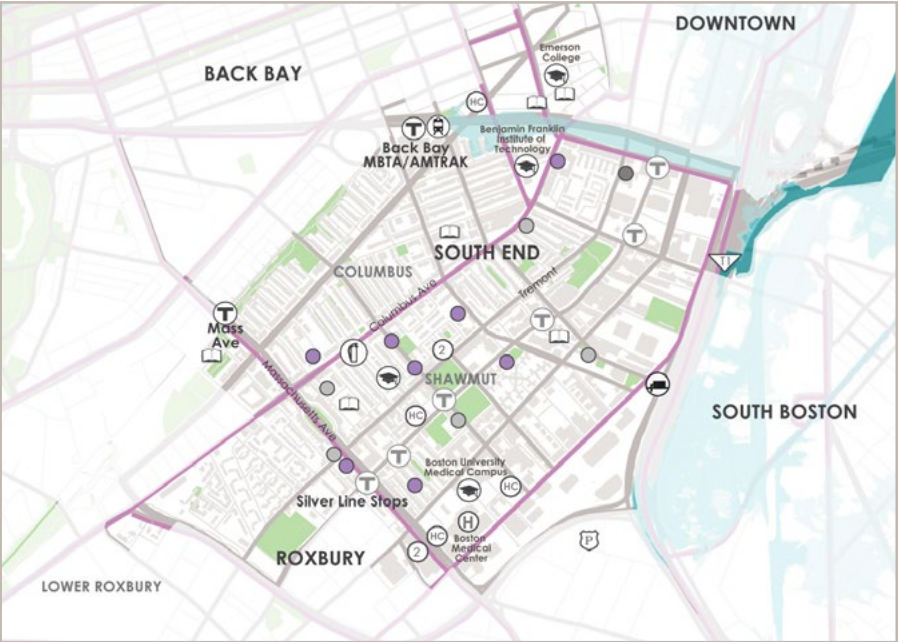 DOWNTOWN
BACK BAY
Emerson
College
HC
T
Back Bay
MBTA/AMTRAK
Benjamin Franklin
Institute of
Technology
T
T
SOUTH END
COLUMBUS
Columbus Ave
Tremont
T
Mass
Ave
T
2
SHAWMUT
T
HC
Massachusetts Ave
SOUTH BOSTON
T
T
Silver Line Stops
Boston University
Medical Campus
HC
H
HC
Boston
Medical
Center
2
P
ROXBURY
LOWER ROXBURY